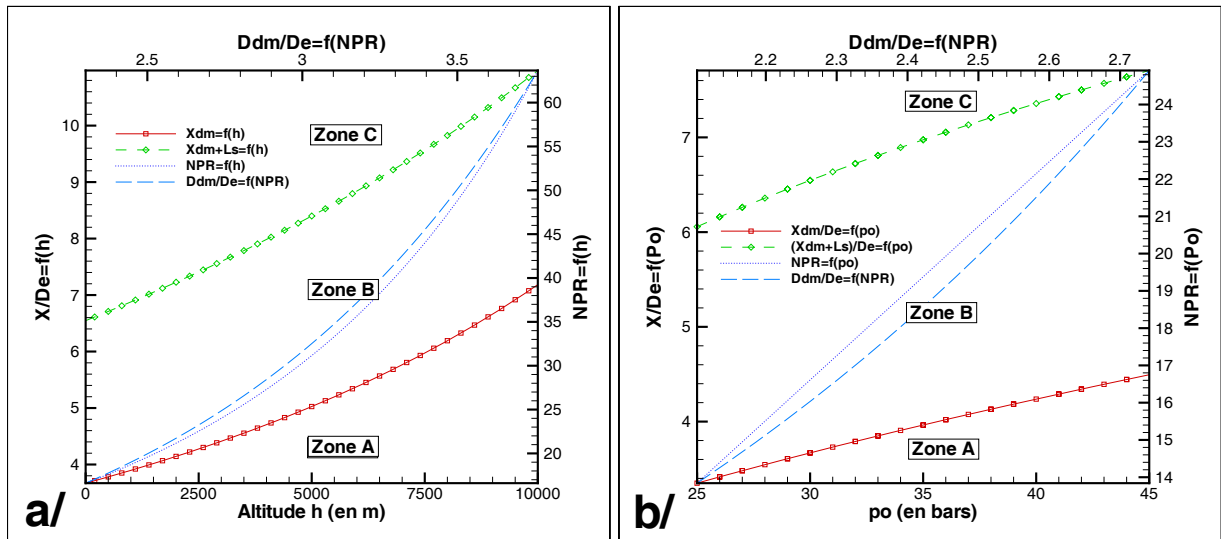 Ddm/De=f(NPR)
2.5 3 3.5
X/De=f(h)
10
9
8
7
6
5
4
Zone C
Xdm=f(h)
Xdm+Ls=f(h)
NPR=f(h)
Ddm/De=f(NPR)
Zone B
Zone A
60
55
50
45
40
35
30
25
20
NPR=f(h)
0 2500 5000 7500 10000
Altitude h (en m)
a/
Ddm/De=f(NPR)
2.2 2.3 2.4 2.5 2.6 2.7
X/De=f(Po)
7
6
5
4
Zone C
Xdm/De=f(po)
(Xdm+Ls)/De=f(po)
NPR=f(po)
Ddm/De=f(NPR)
Zone B
Zone A
24
23
22
21
20
19
18
17
16
15
14
NPR=f(Po)
25 30 35 40 45
po (en bars)
b/